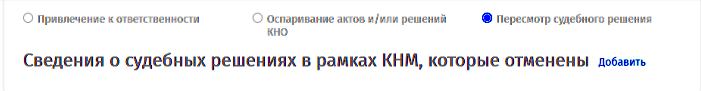 Привлечение к ответственности
Оспаривание актов и/или решений КНО
Пересмотр судебного решения
Сведения о судебных решениях в рамках КНМ, которые отменены Добавить